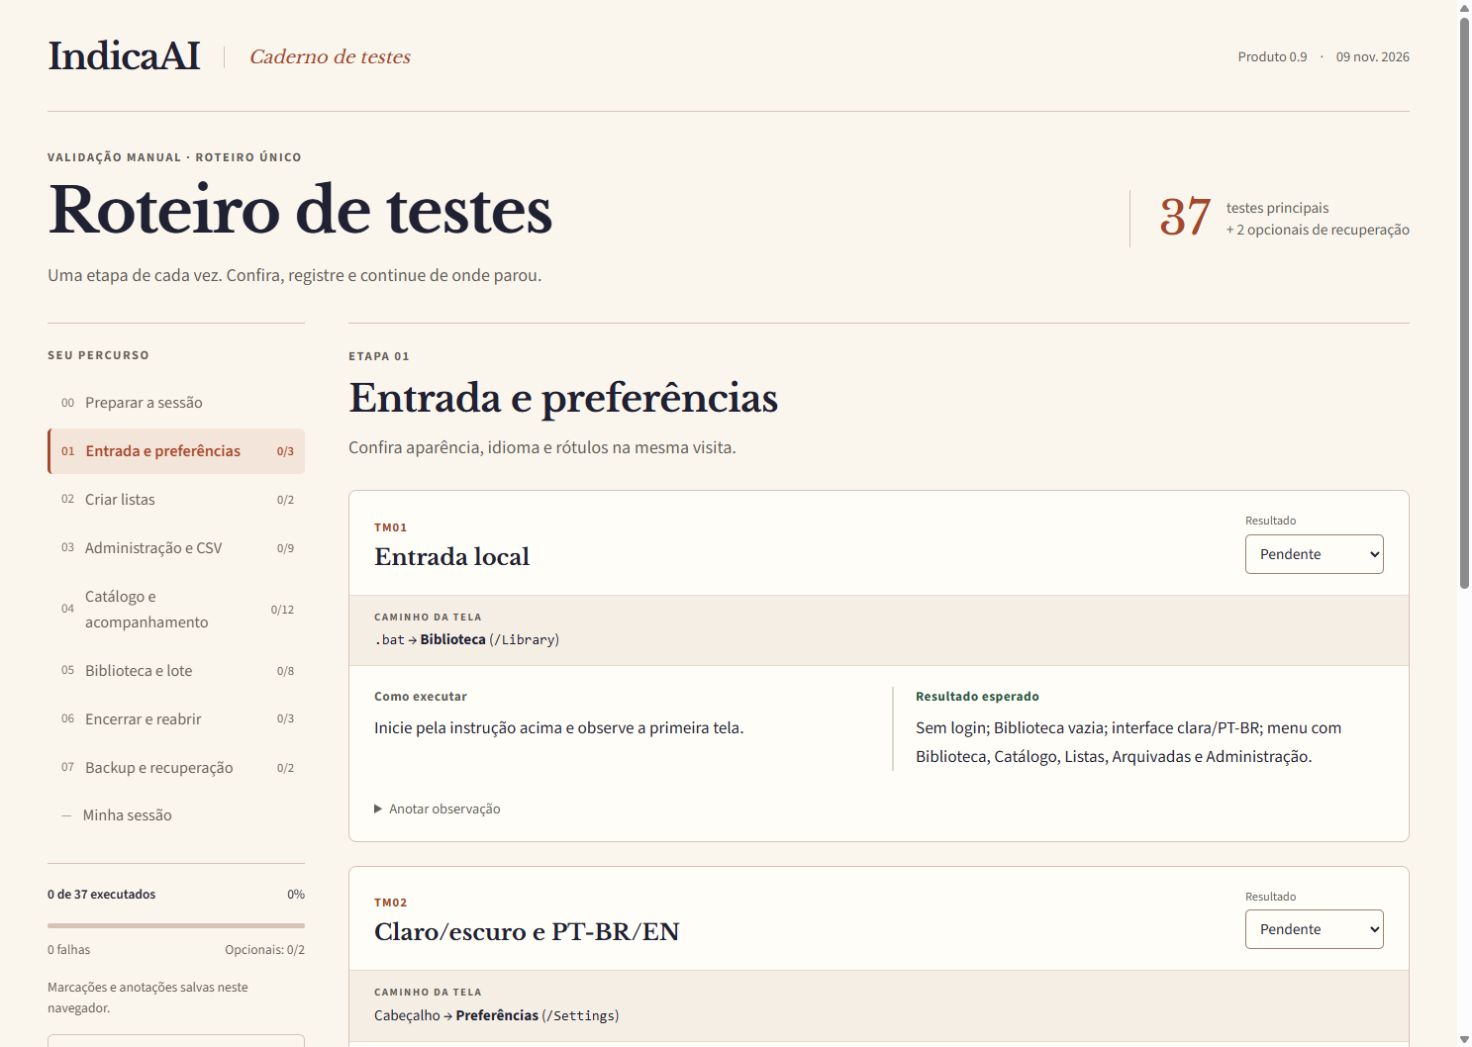 IndicaAI
Caderno de testes
Produto 0.9 · 09 nov. 2026
VALIDAÇÃO MANUAL · ROTEIRO ÚNICO
Roteiro de testes
Uma etapa de cada vez. Confira, registre e continue de onde parou.
37
testes principais
+ 2 opcionais de recuperação
SEU PERCURSO
00 Preparar a sessão
01 Entrada e preferências 0/3
02 Criar listas 0/2
03 Administração e CSV 0/9
04 Catálogo e
acompanhamento 0/12
05 Biblioteca e lote 0/8
06 Encerrar e reabrir 0/3
07 Backup e recuperação 0/2
— Minha sessão
0 de 37 executados 0%
0 falhas Opcionais: 0/2
Marcações e anotações salvas neste
navegador.
ETAPA 01
Entrada e preferências
Confira aparência, idioma e rótulos na mesma visita.
TM01
Entrada local
Resultado
Pendente
CAMINHO DA TELA
.bat → Biblioteca (/Library)
Como executar
Inicie pela instrução acima e observe a primeira tela.
Resultado esperado
Sem login; Biblioteca vazia; interface clara/PT-BR; menu com
Biblioteca, Catálogo, Listas, Arquivadas e Administração.
▶ Anotar observação
TM02
Claro/escuro e PT-BR/EN
Resultado
Pendente
CAMINHO DA TELA
Cabeçalho → Preferências (/Settings)